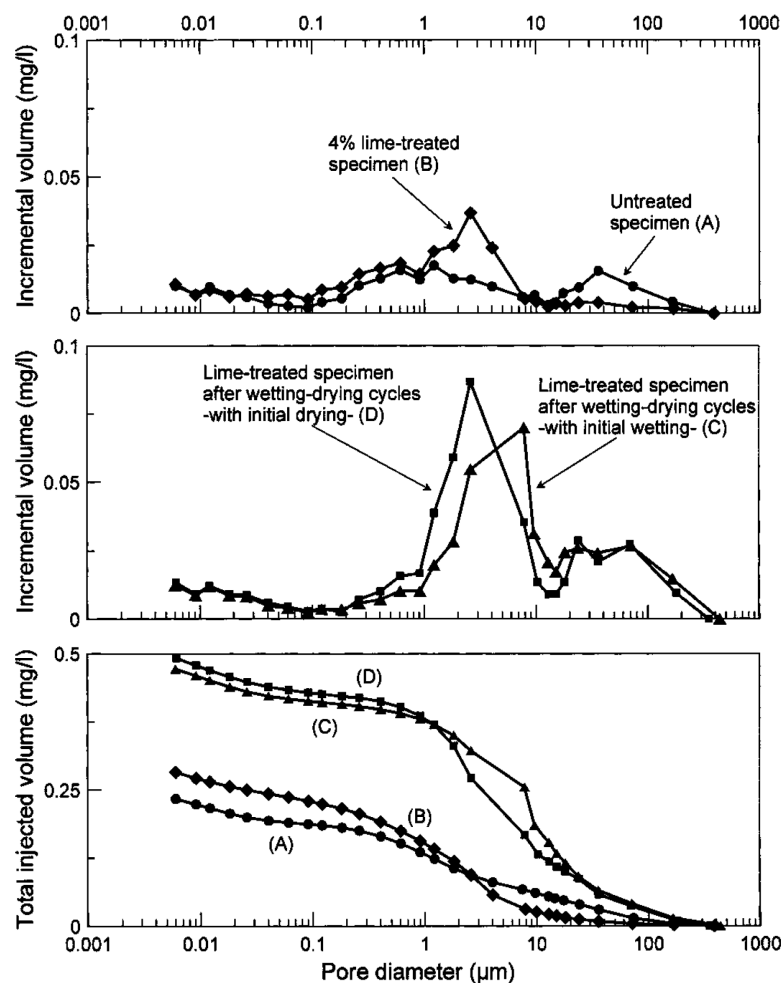 0.001 0.01 0.1 1 10 100 1000
0.1
0.05
0
Incremental volume (mg/l)
4% lime-treated
specimen (B)
Untreated
specimen (A)
0.1
0.05
0
Incremental volume (mg/l)
Lime-treated specimen
after wetting-drying cycles
-with initial drying- (D)
Lime-treated specimen
after wetting-drying cycles
-with initial wetting- (C)
0.5
0.25
0
Total injected volume (mg/l)
(D)
(C)
(B)
(A)
0.001 0.01 0.1 1 10 100 1000
Pore diameter (µm)